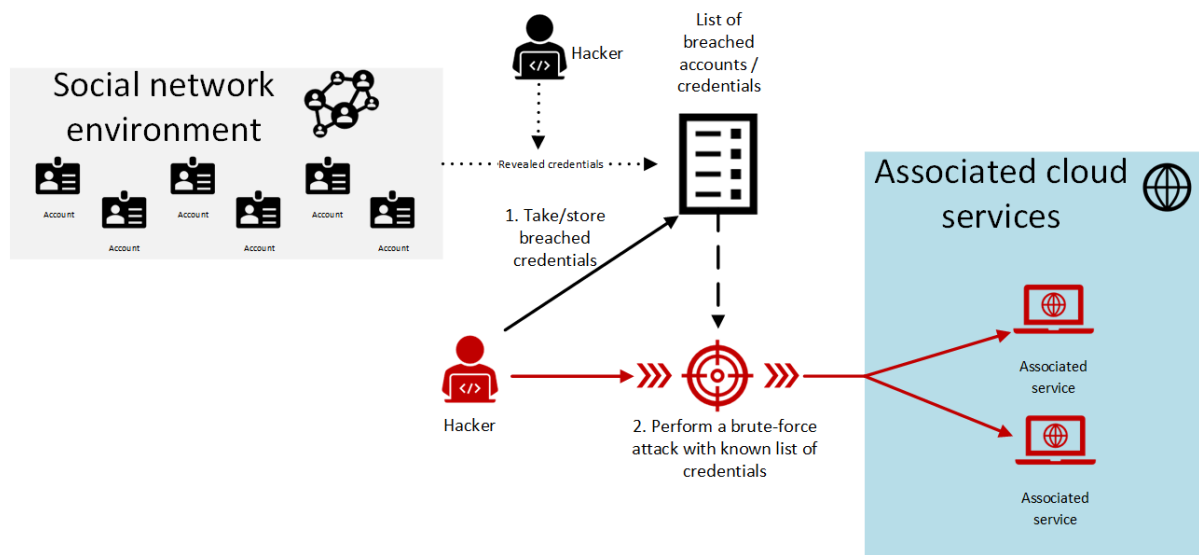 Social network
environment
Account
Account
Account
Account
Account
Account
Hacker
Revealed credentials
List of
breached
accounts /
credentials
1. Take/store
breached
credentials
</>
Hacker
</>
2. Perform a brute-force
attack with known list of
credentials
Associated cloud
services
Associated
service
Associated
service